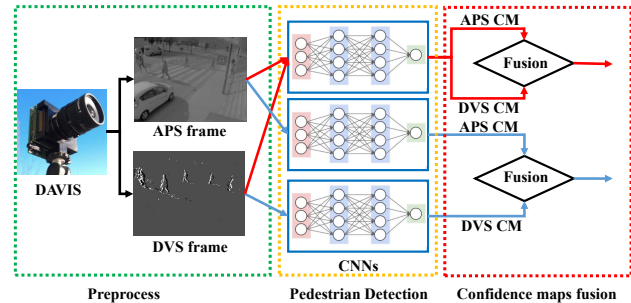 APS CM
Fusion
DVS CM
APS CM
Fusion
DVS CM
APS frame
DAVIS
DVS frame
CNNs
Preprocess
Pedestrian Detection
Confidence maps fusion